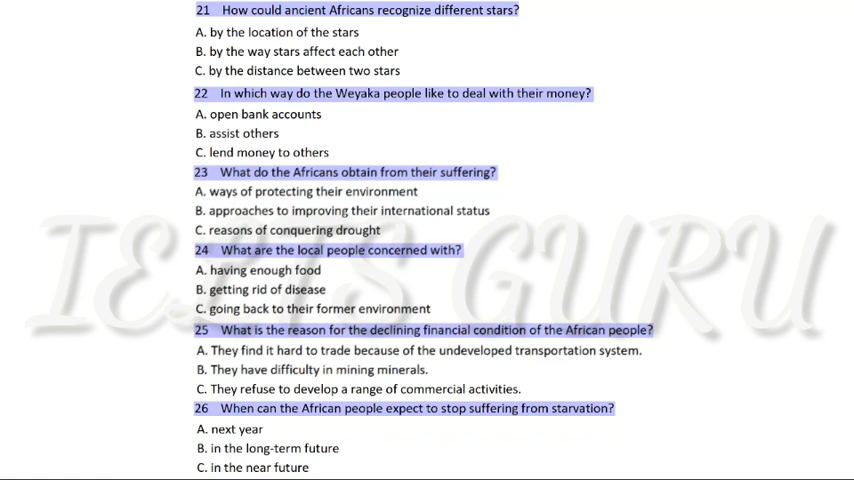 21 How could ancient Africans recognize different stars?
A. by the location of the stars
B. by the way stars affect each other
C. by the distance between two stars
22 In which way do the Weyaka people like to deal with their money?
A. open bank accounts
B. assist others
C. lend money to others
23 What do the Africans obtain from their suffering?
A. ways of protecting their environment
B. approaches to improving their international status
C. reasons of conquering drought
IELTS GURU
24 What are the local people concerned with?
A. having enough food
B. getting rid of disease
C. going back to their former environment
25 What is the reason for the declining financial condition of the African people?
A. They find it hard to trade because of the undeveloped transportation system.
B. They have difficulty in mining minerals.
C. They refuse to develop a range of commercial activities.
26 When can the African people expect to stop suffering from starvation?
A. next year
B. in the long-term future
C. in the near future